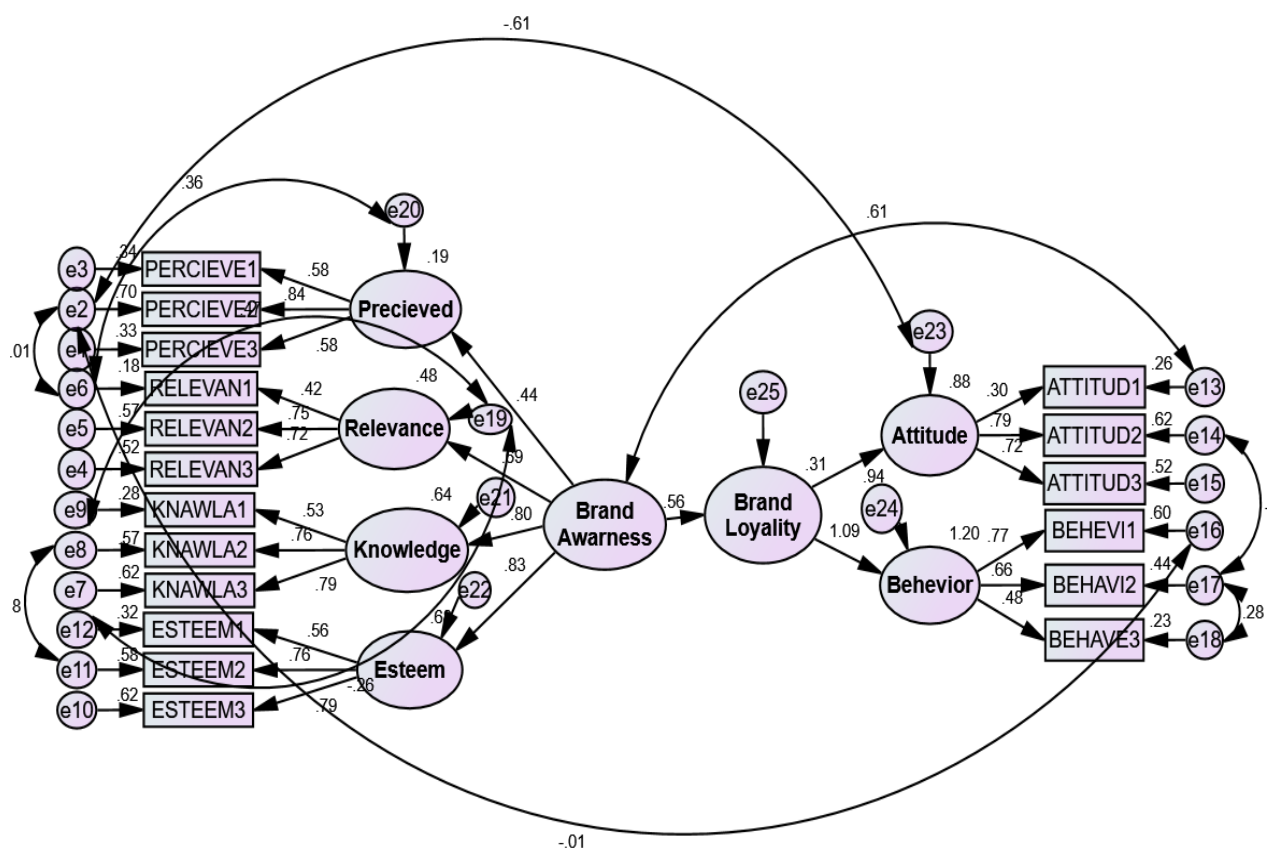 -.61
.36
e20
.61
.34
e3
PERCIEVE1
.58
.19
.70
e2
PERCIEVE2
.84
Precieved
e23
.33
PERCIEVE3
.58
.01
.18
e6
RELEVAN1
.42
.48
.44
e25
.88
.30
ATTITUD1
.26
e13
.57
e5
RELEVAN2
.75
Relevance
e19
Attitude
.79
ATTITUD2
.62
e14
.52
e4
RELEVAN3
.72
.69
.31
.94
.72
ATTITUD3
.52
e15
e9
.28
KNAWLA1
.53
.64
e21
Brand
Awarness
.56
Brand
Loyality
e24
e8
.57
KNAWLA2
.76
Knowledge
.80
1.09
1.20
.77
BEHEVI1
.60
e16
e7
.62
KNAWLA3
.79
e22
.83
Behevior
.66
BEHAVI2
.44
e17
8
e12
.32
ESTEEM1
.56
.48
BEHAVE3
.23
e18
.28
e11
.58
ESTEEM2
.76
Esteem
-.26
e10
.62
ESTEEM3
.79
-.01